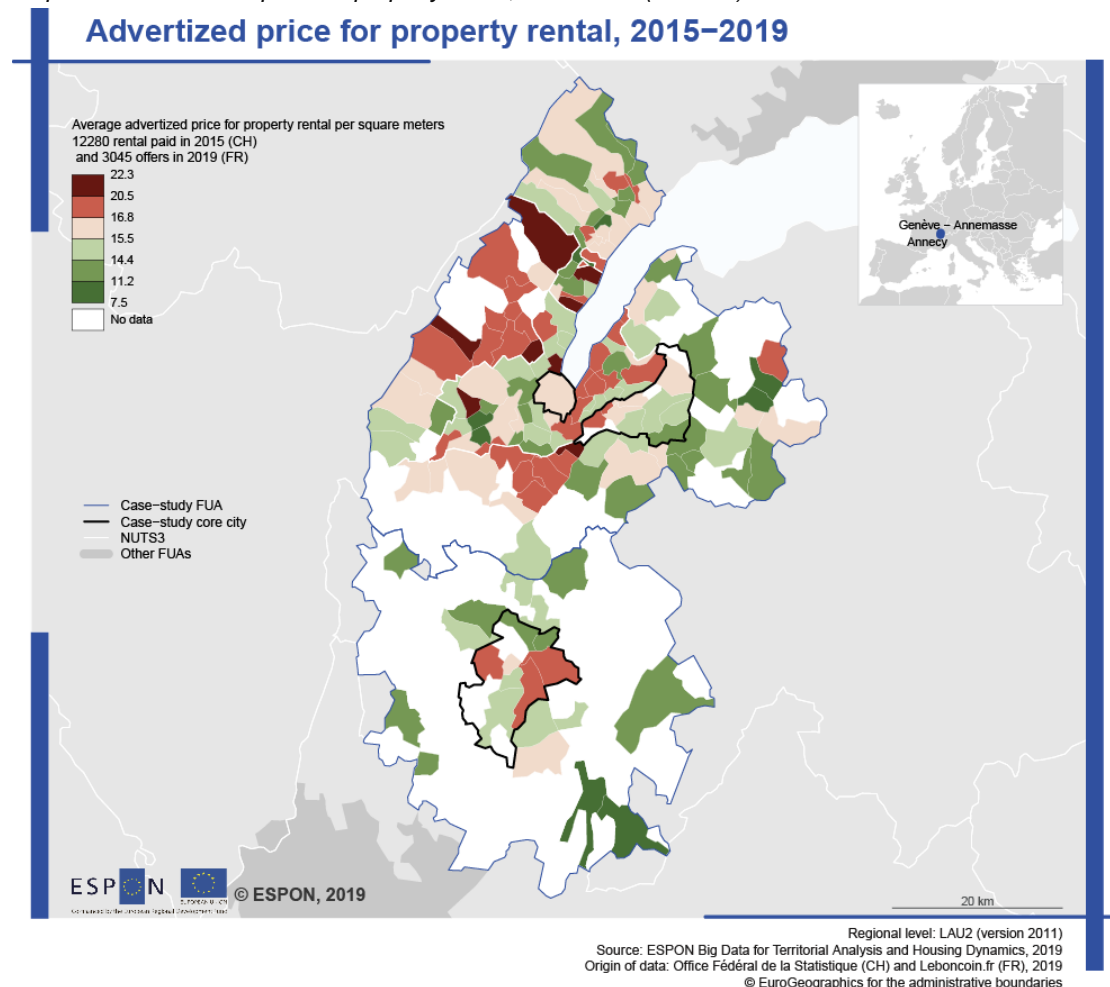 Advertized price for property rental, 2015−2019
Average advertized price for property rental per square meters
12280 rental paid in 2015 (CH)
and 3045 offers in 2019 (FR)
22.3
20.5
16.8
15.5
14.4
11.2
7.5
No data
Genève − Annemasse
Annecy
Case−study FUA
Case−study core city
NUTS3
Other FUAs
ESPON
© ESPON, 2019
20 km
Regional level: LAU2 (version 2011)
Source: ESPON Big Data for Territorial Analysis and Housing Dynamics, 2019
Origin of data: Office Fédéral de la Statistique (CH) and Leboncoin.fr (FR), 2019
© EuroGeographics for the administrative boundaries